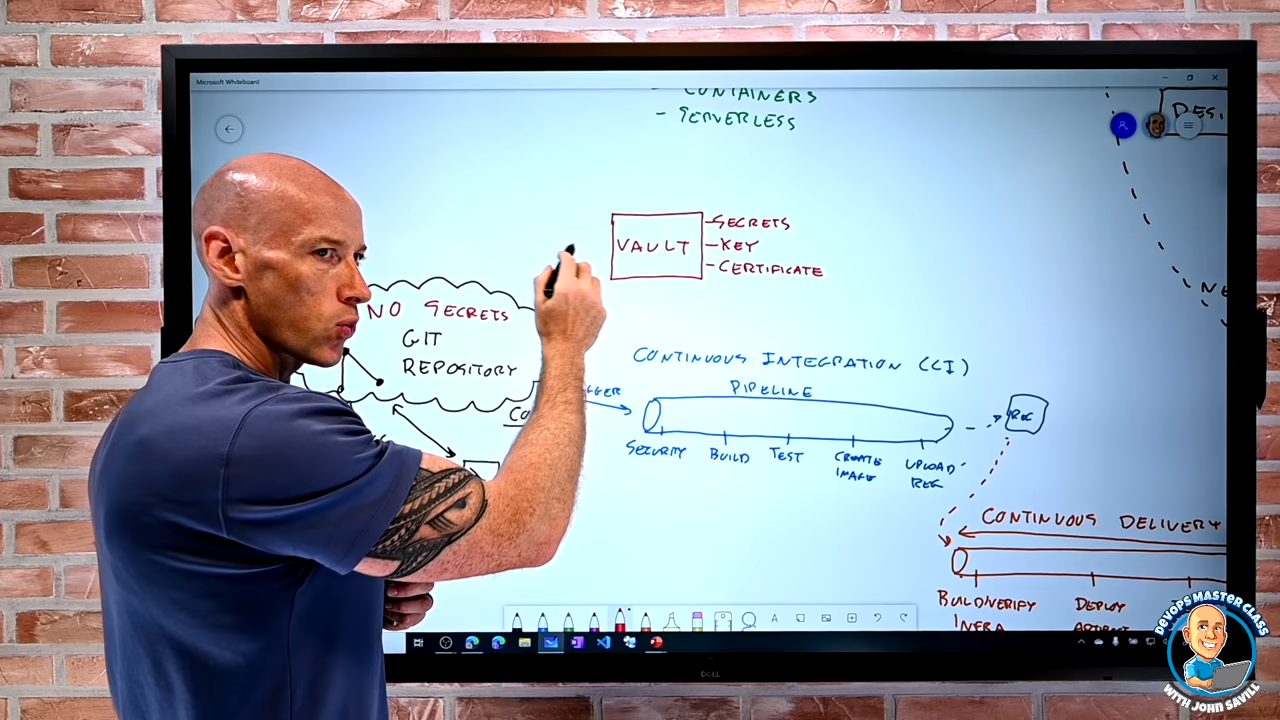 Microsoft Whiteboard
CONTAINERS
- SERVERLESS
DES.
VAULT
- SECRETS
- KEY
- CERTIFICATE
NO SECRETS
GIT
REPOSITORY
CONTINUOUS INTEGRATION (CI)
PIPELINE
SECURITY
BUILD
TEST
CREATE
IMAGE
UPLOAD
REG
REG
CONTINUOUS DELIVERY
BUILD/VERIFY
INFRA
DEPLOY
DELL
DEVOPS MASTER CLASS
WITH JOHN SAVILL